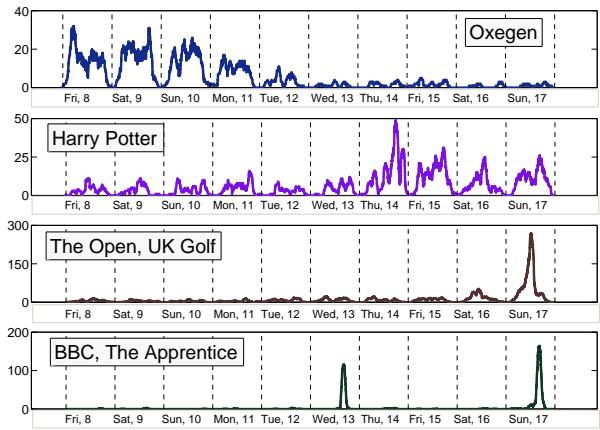 40
Oxegen
20
0
Fri, 8 Sat, 9 Sun, 10 Mon, 11 Tue, 12 Wed, 13 Thu, 14 Fri, 15 Sat, 16 Sun, 17
50
Harry Potter
25
0
Fri, 8 Sat, 9 Sun, 10 Mon, 11 Tue, 12 Wed, 13 Thu, 14 Fri, 15 Sat, 16 Sun, 17
300
The Open, UK Golf
150
0
Fri, 8 Sat, 9 Sun, 10 Mon, 11 Tue, 12 Wed, 13 Thu, 14 Fri, 15 Sat, 16 Sun, 17
200
BBC, The Apprentice
100
0
Fri, 8 Sat, 9 Sun, 10 Mon, 11 Tue, 12 Wed, 13 Thu, 14 Fri, 15 Sat, 16 Sun, 17